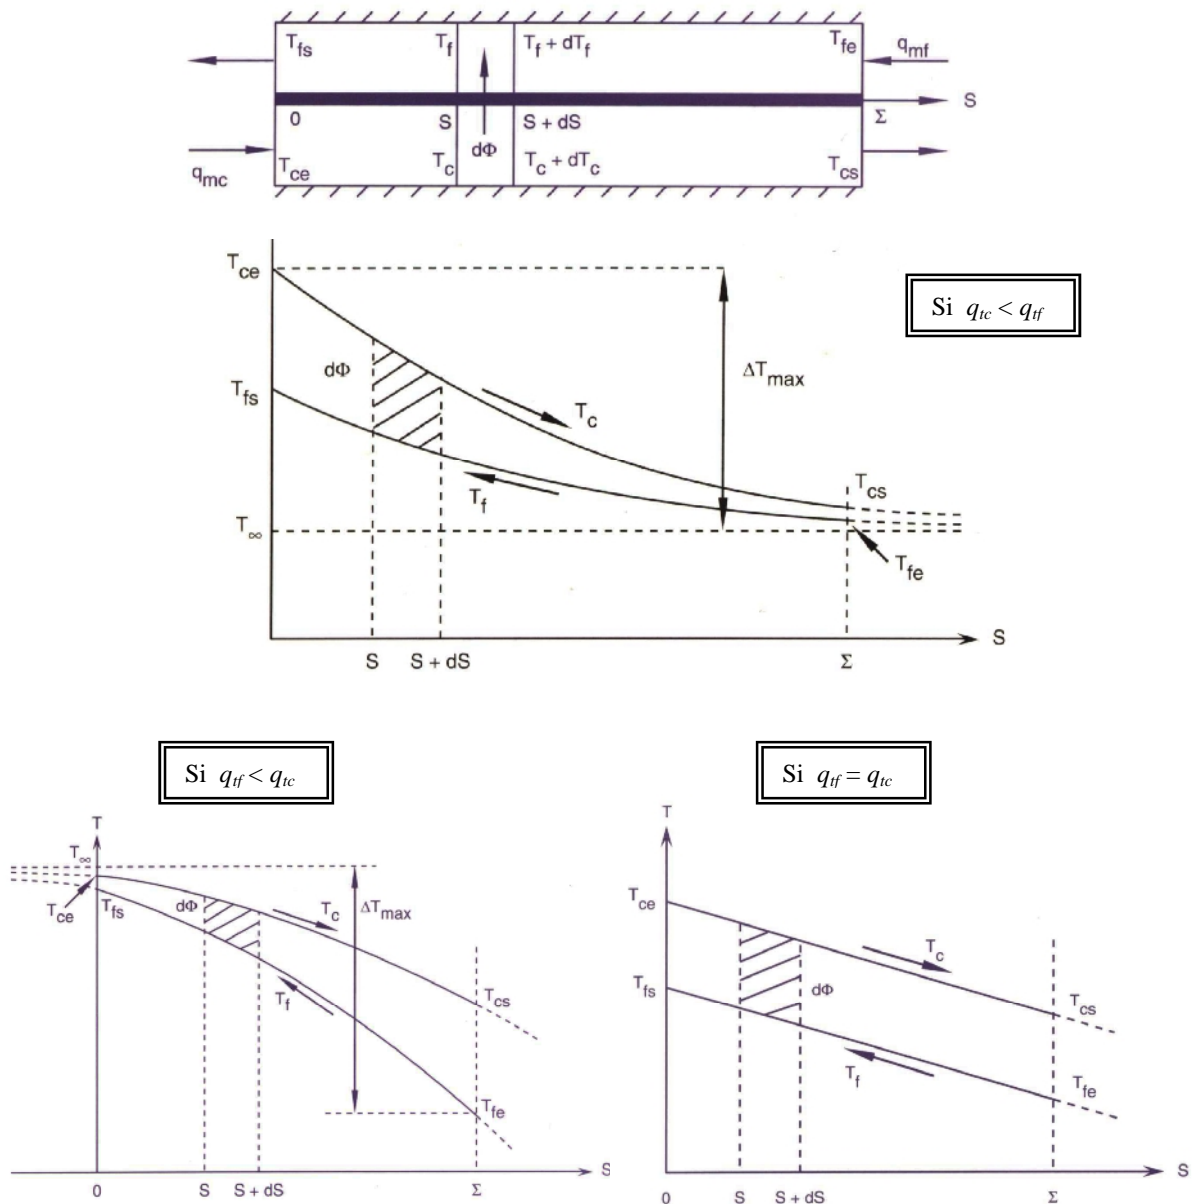 T_fs T_f T_f + dT_f T_fe q_mf
0 S S + dS Σ S
q_mc T_ce T_c dΦ T_c + dT_c T_cs
T_ce
Si q_tc < q_tf
dΦ ΔT_max
T_fs T_c
T_f T_cs
T_∞
T_fe
S S + dS Σ S
Si q_tf < q_tc
T
T_∞
T_ce T_fs dΦ T_c ΔT_max
T_f T_cs
T_fe
0 S S + dS Σ S
Si q_tf = q_tc
T
T_ce
T_c
T_fs dΦ T_cs
T_f T_fe
0 S S + dS Σ S